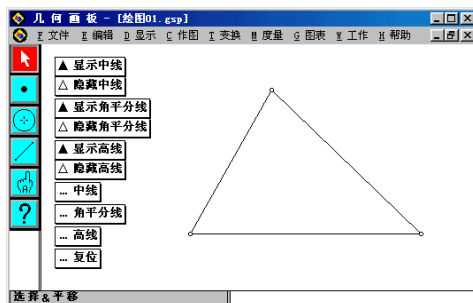 几何画板 - [绘图01.gsp]
F 文件 E 编辑 D 显示 C 作图 T 变换 M 度量 G 图表 W 工作 H 帮助
▲ 显示中线
△ 隐藏中线
▲ 显示角平分线
△ 隐藏角平分线
▲ 显示高线
△ 隐藏高线
... 中线
... 角平分线
... 高线
... 复位
?
选择&平移